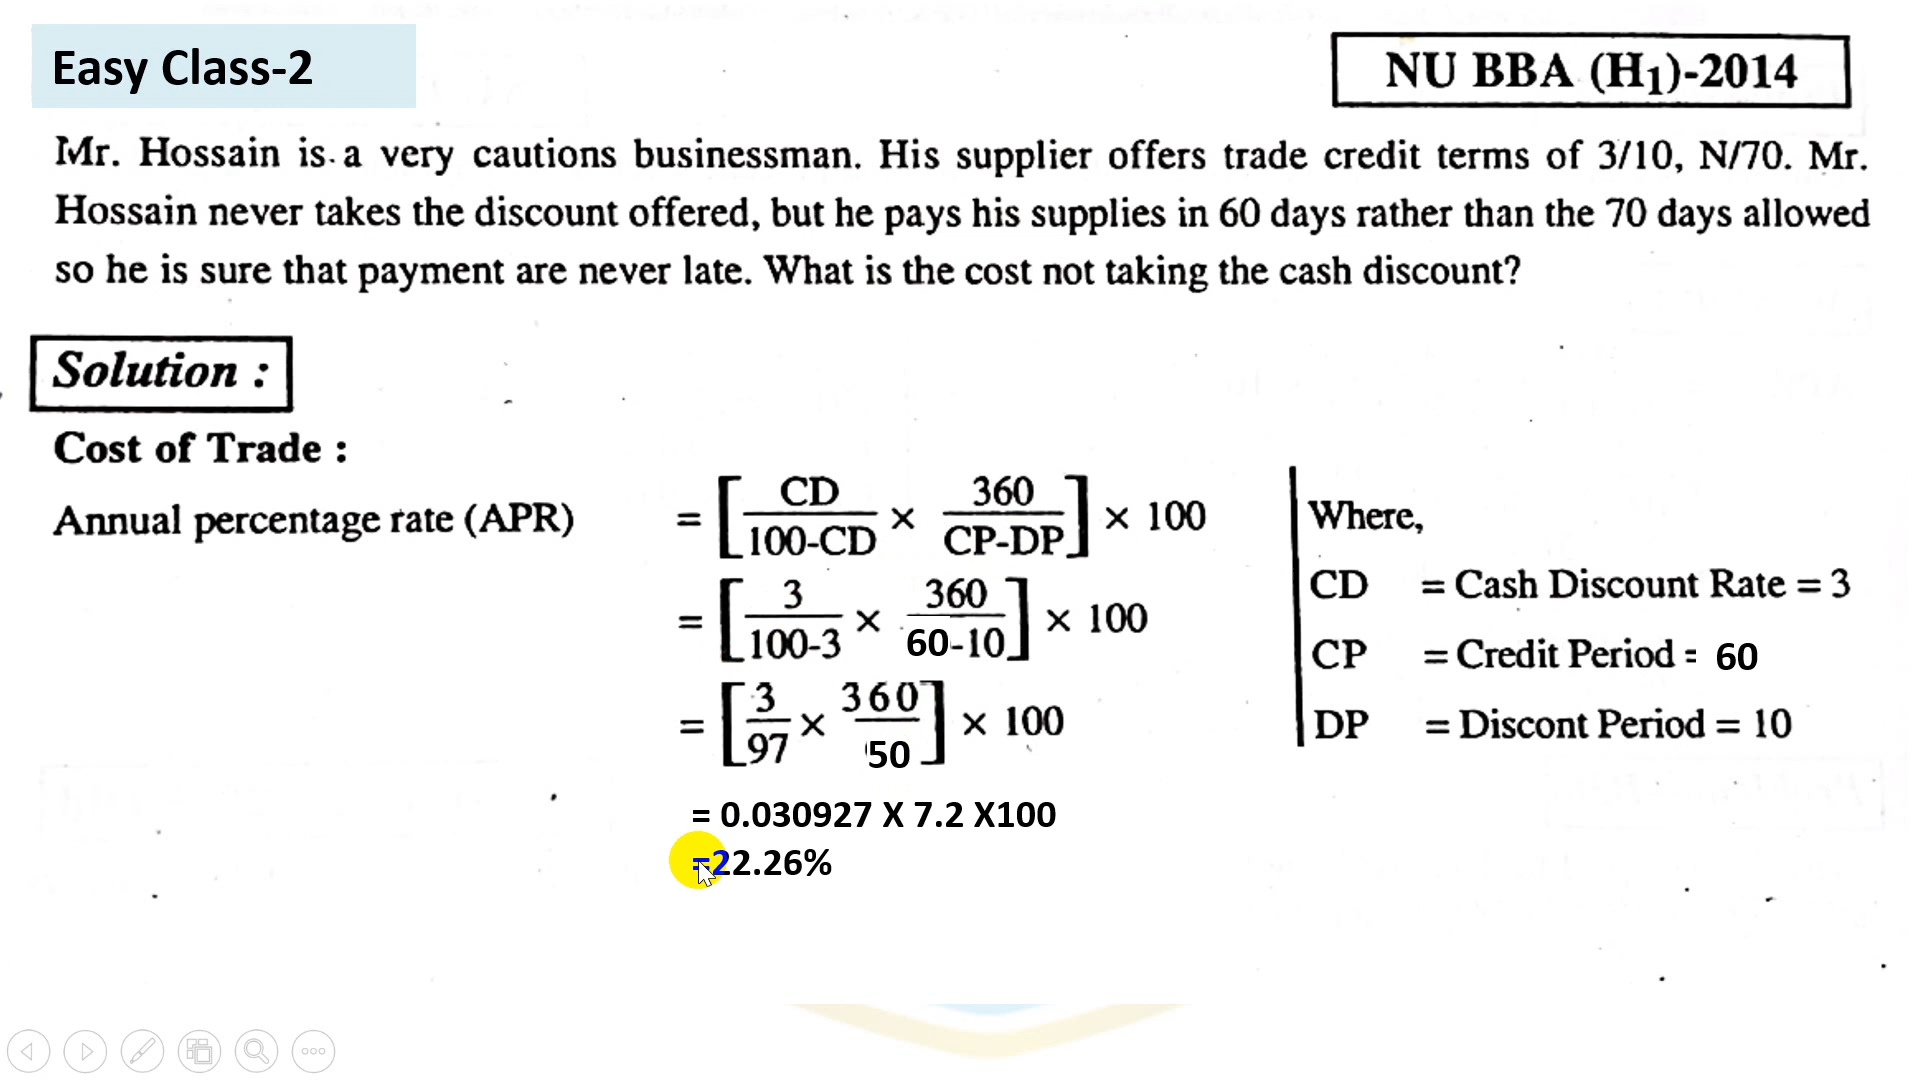 Easy Class-2
NU BBA (H1)-2014
Mr. Hossain is a very cautions businessman. His supplier offers trade credit terms of 3/10, N/70. Mr.
Hossain never takes the discount offered, but he pays his supplies in 60 days rather than the 70 days allowed
so he is sure that payment are never late. What is the cost not taking the cash discount?
Solution :
Cost of Trade :
Annual percentage rate (APR) = [CD/100-CD × 360/CP-DP] × 100
= [3/100-3 × 360/60-10] × 100
= [3/97 × 360/50] × 100
= 0.030927 X 7.2 X100
=22.26%
Where,
CD = Cash Discount Rate = 3
CP = Credit Period = 60
DP = Discont Period = 10